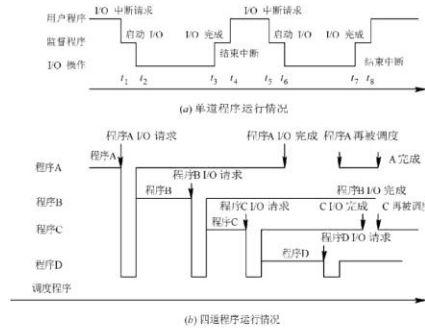 I/O 中断请求 I/O 中断请求
用户程序
启动 I/O I/O 完成 启动 I/O I/O 完成
监督程序
结束中断 结束中断
I/O 操作
t1 t2 t3 t4 t5 t6 t7 t8
(a) 单道程序运行情况
程序A I/O 请求 程序A I/O 完成 程序A 再被调度
程序A 程序A
A 完成
程序B I/O 请求
程序B 程序B I/O 完成
程序B
程序C I/O 请求 C I/O 完成 C 再被调度
程序C 程序C
程序D I/O 请求
程序D 程序D
调度程序
(b) 四道程序运行情况